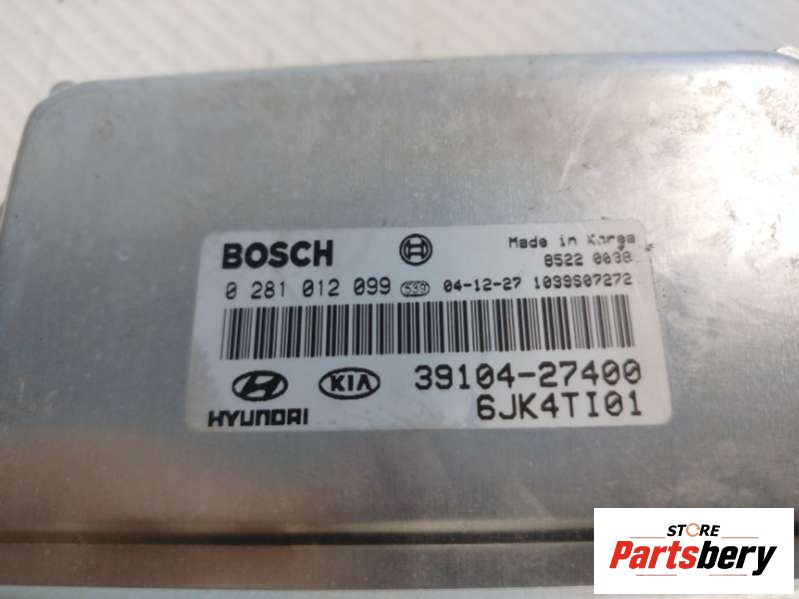 BOSCH
Made in Korea
8522 0038
0 281 012 099 539 04-12-27 1099S07272
HYUNDAI
KIA
39104-27400
6JK4TI01
STORE
Partsbery